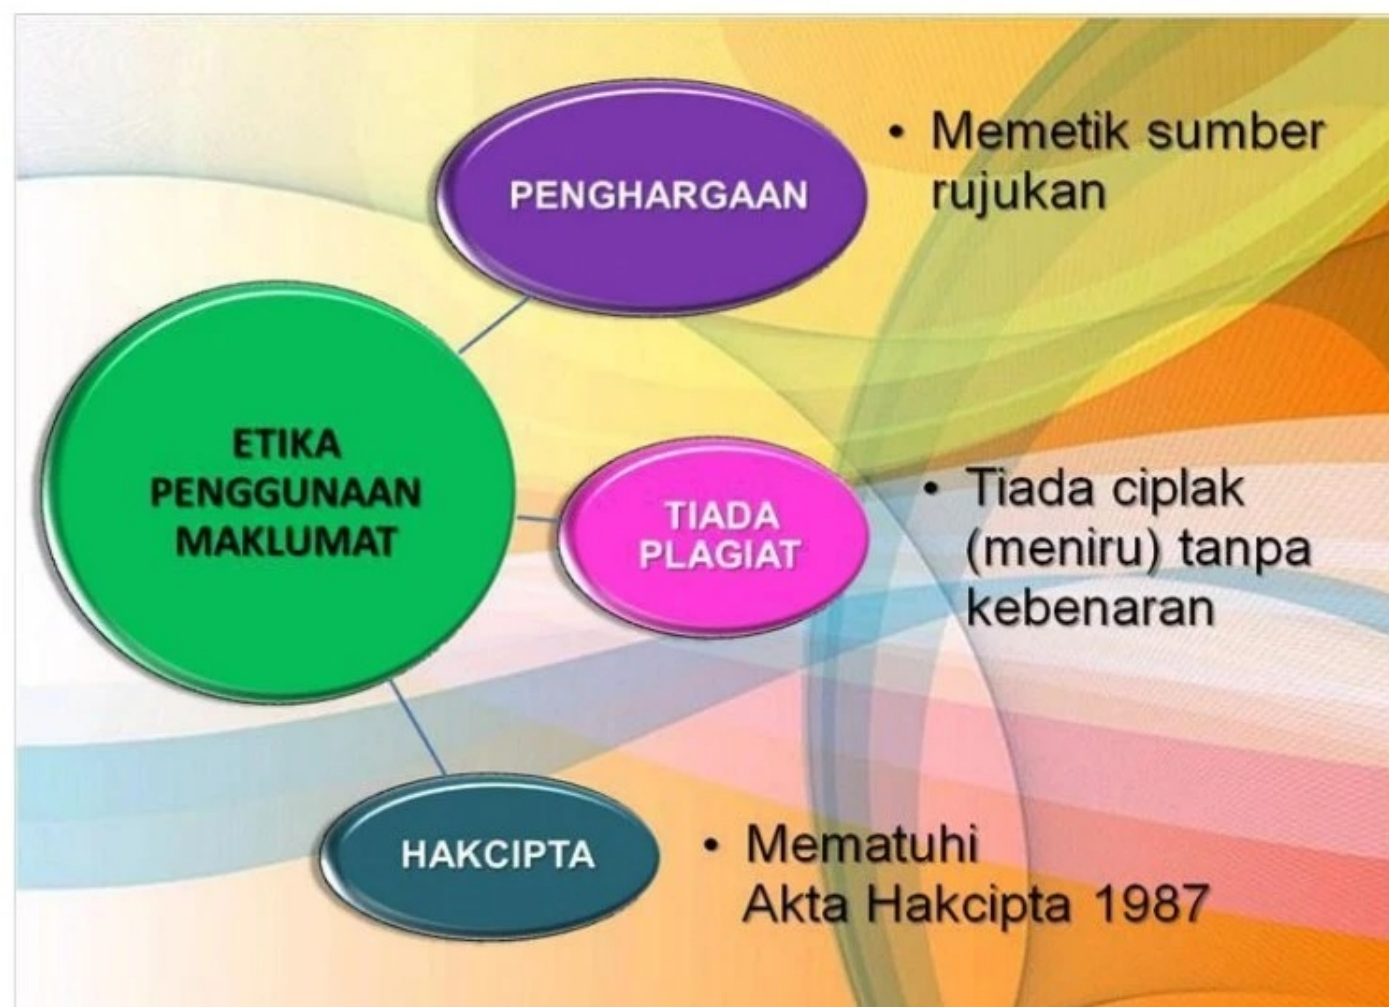 PENGHARGAAN
• Memetik sumber
rujukan
ETIKA
PENGGUNAAN
MAKLUMAT
TIADA
PLAGIAT
• Tiada ciplak
(meniru) tanpa
kebenaran
HAKCIPTA
• Mematuhi
Akta Hakcipta 1987